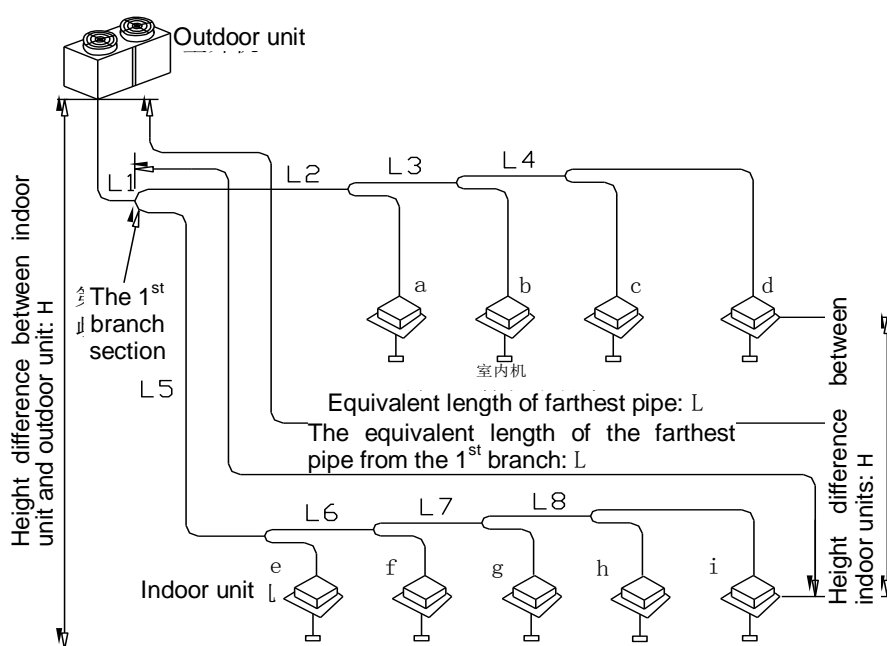 Outdoor unit
L1
L2
L3
L4
The 1st
branch
section
a
b
c
d
室内机
L5
Equivalent length of farthest pipe: L
The equivalent length of the farthest
pipe from the 1st branch: L
L6
L7
L8
Indoor unit
e
f
g
h
i
Height difference between indoor
unit and outdoor unit: H
Height difference between
indoor units: H